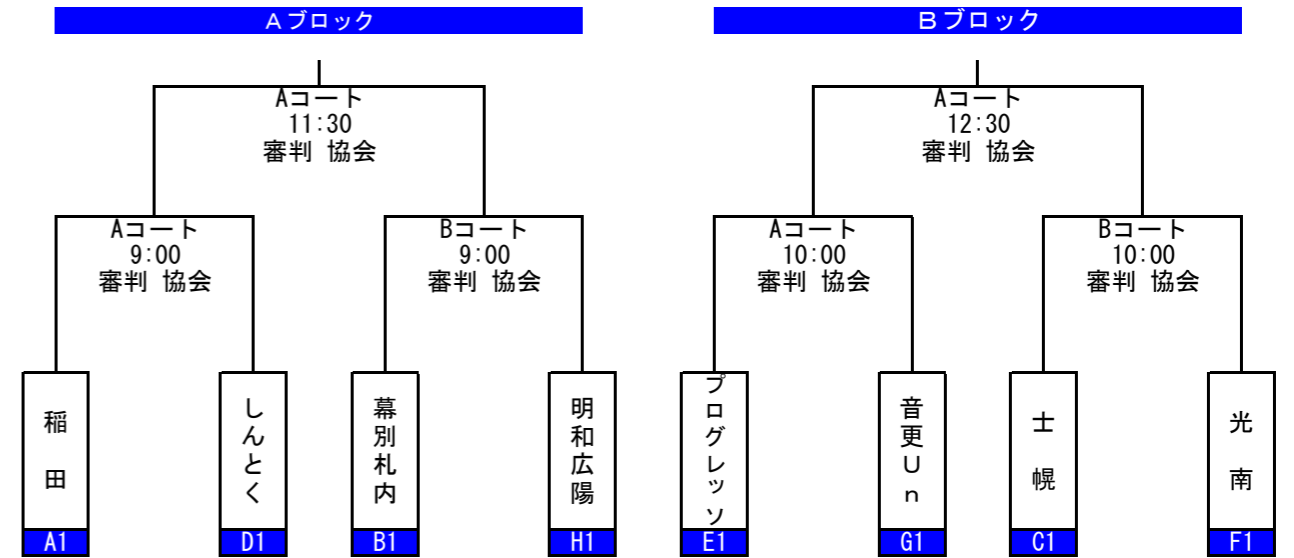 Aブロック
Bブロック
Aコート
11:30
審判 協会
Aコート
12:30
審判 協会
Aコート
9:00
審判 協会
Bコート
9:00
審判 協会
Aコート
10:00
審判 協会
Bコート
10:00
審判 協会
稲田
しんとく
幕別札内
明和広陽
プログレッソ
音更Un
士幌
光南
A1
D1
B1
H1
E1
G1
C1
F1